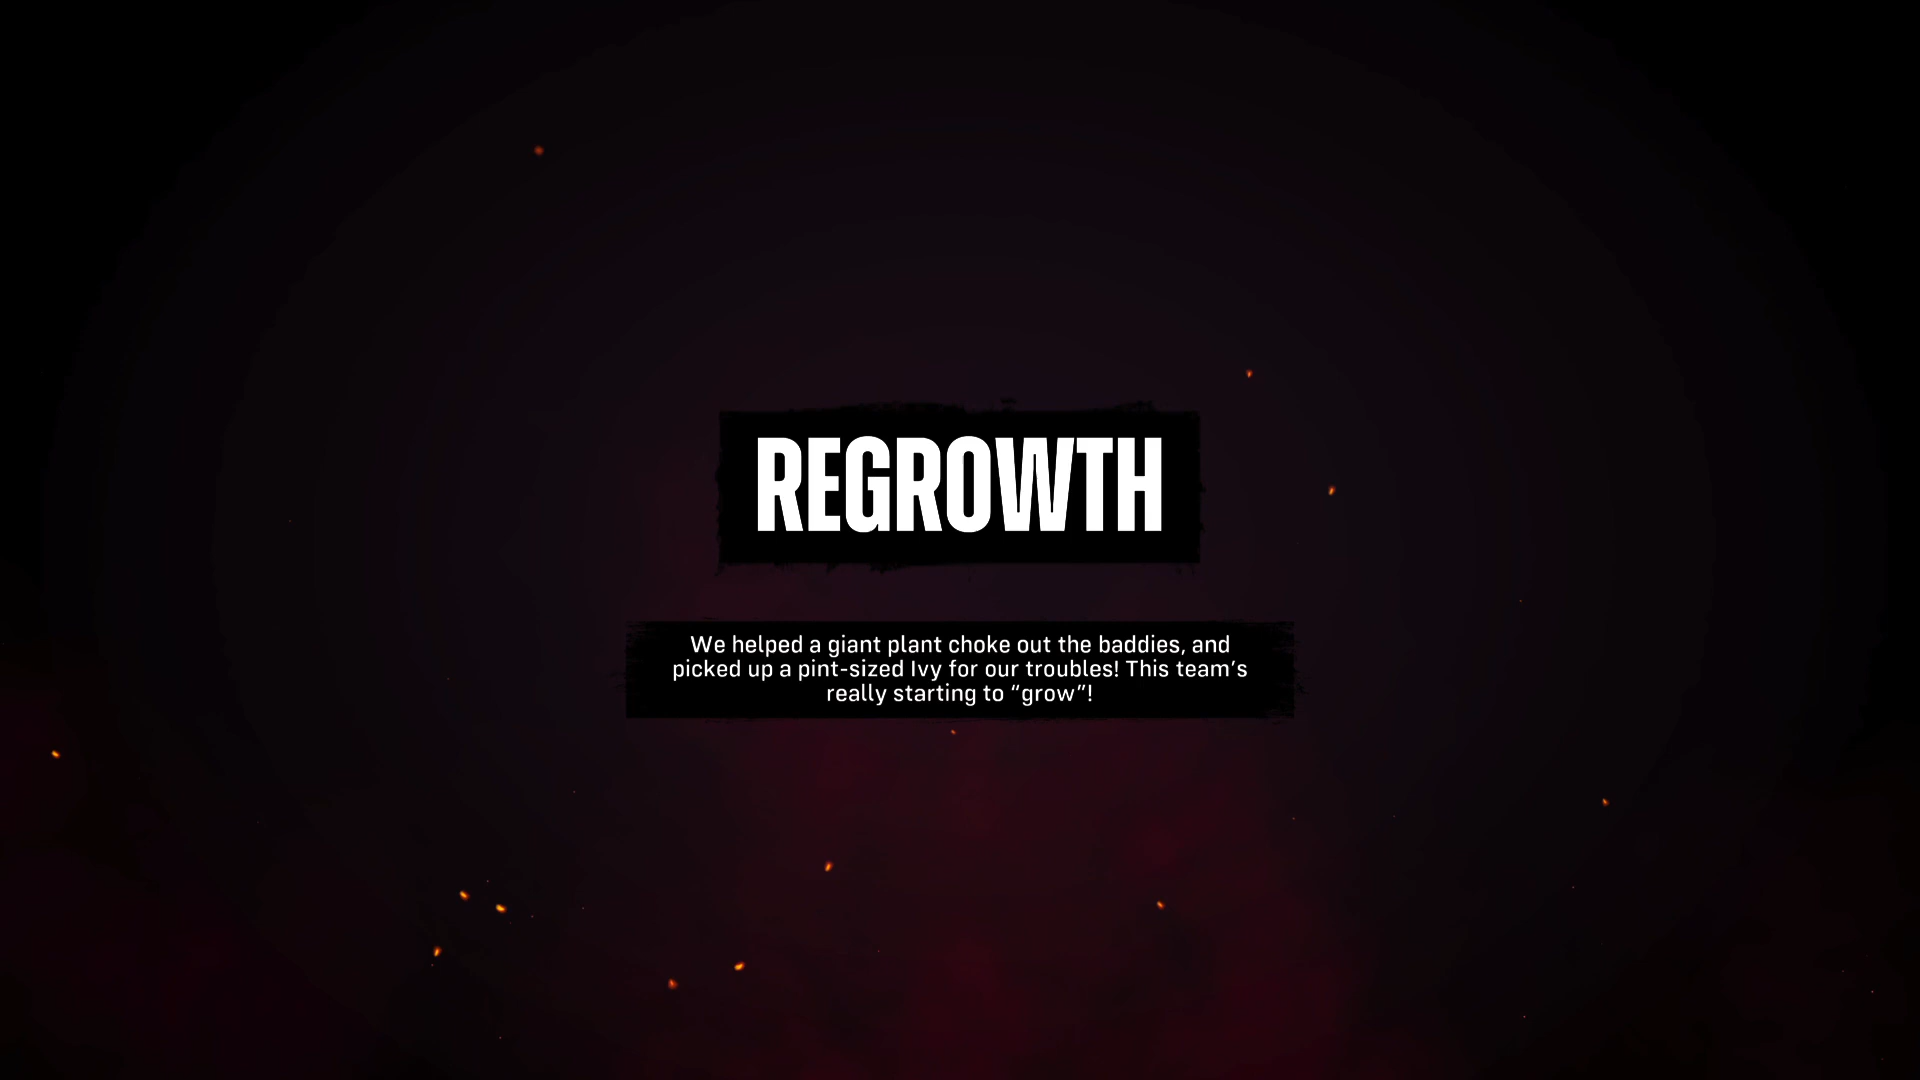 REGROWTH
We helped a giant plant choke out the baddies, and
picked up a pint-sized Ivy for our troubles! This team’s
really starting to “grow”!